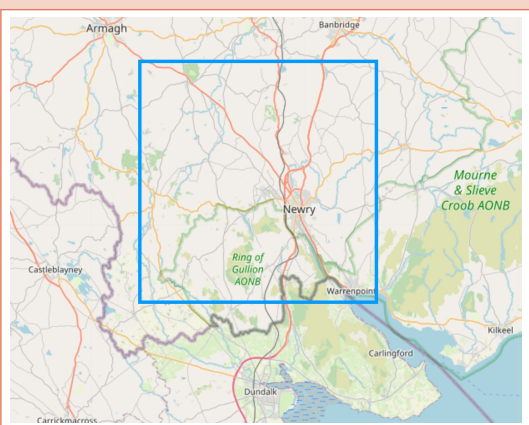 Armagh
Banbridge
Mourne
& Slieve
Croob AONB
Newry
Ring of
Gullion
AONB
Castleblayney
Warrenpoint
Kilkeel
Carlingford
Dundalk
Carrickmacross